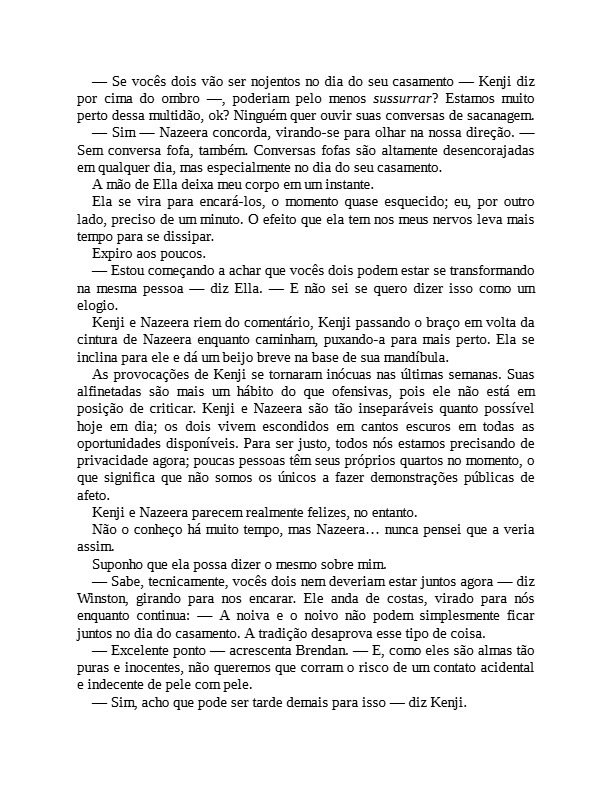 — Se vocês dois vão ser nojentos no dia do seu casamento — Kenji diz
por cima do ombro —, poderiam pelo menos sussurrar? Estamos muito
perto dessa multidão, ok? Ninguém quer ouvir suas conversas de sacanagem.
— Sim — Nazeera concorda, virando-se para olhar na nossa direção. —
Sem conversa fofa, também. Conversas fofas são altamente desencorajadas
em qualquer dia, mas especialmente no dia do seu casamento.
A mão de Ella deixa meu corpo em um instante.
Ela se vira para encará-los, o momento quase esquecido; eu, por outro
lado, preciso de um minuto. O efeito que ela tem nos meus nervos leva mais
tempo para se dissipar.
Expiro aos poucos.
— Estou começando a achar que vocês dois podem estar se transformando
na mesma pessoa — diz Ella. — E não sei se quero dizer isso como um
elogio.
Kenji e Nazeera riem do comentário, Kenji passando o braço em volta da
cintura de Nazeera enquanto caminham, puxando-a para mais perto. Ela se
inclina para ele e dá um beijo breve na base de sua mandíbula.
As provocações de Kenji se tornaram inócuas nas últimas semanas. Suas
alfinetadas são mais um hábito do que ofensivas, pois ele não está em
posição de criticar. Kenji e Nazeera são tão inseparáveis quanto possível
hoje em dia; os dois vivem escondidos em cantos escuros em todas as
oportunidades disponíveis. Para ser justo, todos nós estamos precisando de
privacidade agora; poucas pessoas têm seus próprios quartos no momento, o
que significa que não somos os únicos a fazer demonstrações públicas de
afeto.
Kenji e Nazeera parecem realmente felizes, no entanto.
Não o conheço há muito tempo, mas Nazeera… nunca pensei que a veria
assim.
Suponho que ela possa dizer o mesmo sobre mim.
— Sabe, tecnicamente, vocês dois nem deveriam estar juntos agora — diz
Winston, girando para nos encarar. Ele anda de costas, virado para nós
enquanto continua: — A noiva e o noivo não podem simplesmente ficar
juntos no dia do casamento. A tradição desaprova esse tipo de coisa.
— Excelente ponto — acrescenta Brendan. — E, como eles são almas tão
puras e inocentes, não queremos que corram o risco de um contato acidental
e indecente de pele com pele.
— Sim, acho que pode ser tarde demais para isso — diz Kenji.